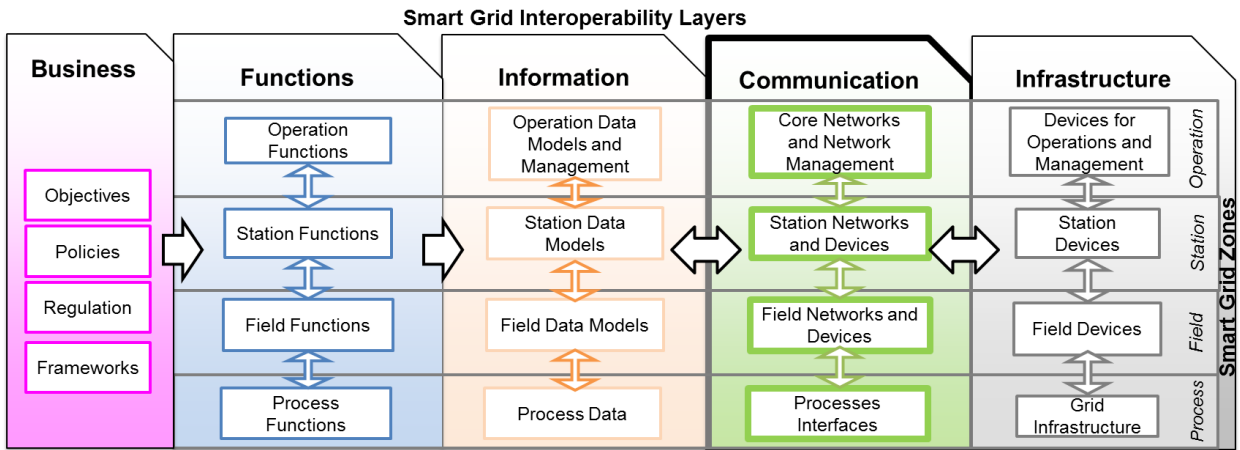 Smart Grid Interoperability Layers
Business
Objectives
Policies
Regulation
Frameworks
Functions
Operation
Functions
Station Functions
Field Functions
Process
Functions
Information
Operation Data
Models and
Management
Station Data
Models
Field Data Models
Process Data
Communication
Core Networks
and Network
Management
Station Networks
and Devices
Field Networks and
Devices
Processes
Interfaces
Infrastructure
Devices for
Operations and
Management
Station
Devices
Field Devices
Grid
Infrastructure
Operation
Station
Field
Process
Smart Grid Zones